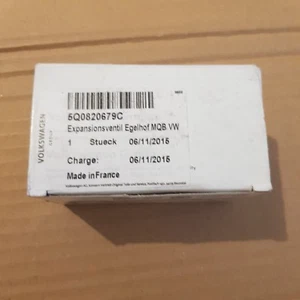 VOLKSWAGEN
5Q0820679C
Expansionsventil Egelhof MQB VW
1 Stueck 06/11/2015
Charge: 06/11/2015
Made in France